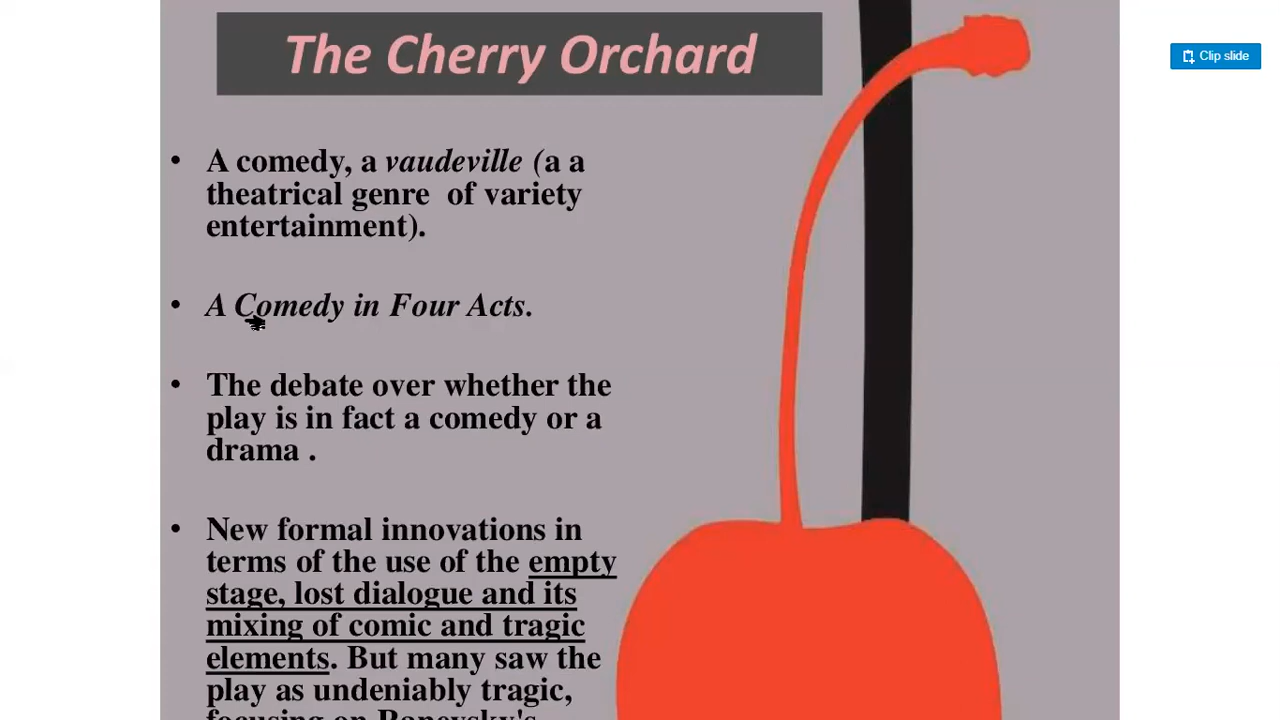 The Cherry Orchard
Clip slide
• A comedy, a vaudeville (a a
theatrical genre of variety
entertainment).
• A Comedy in Four Acts.
• The debate over whether the
play is in fact a comedy or a
drama .
• New formal innovations in
terms of the use of the empty
stage, lost dialogue and its
mixing of comic and tragic
elements. But many saw the
play as undeniably tragic,
focusing on Ranevsky's